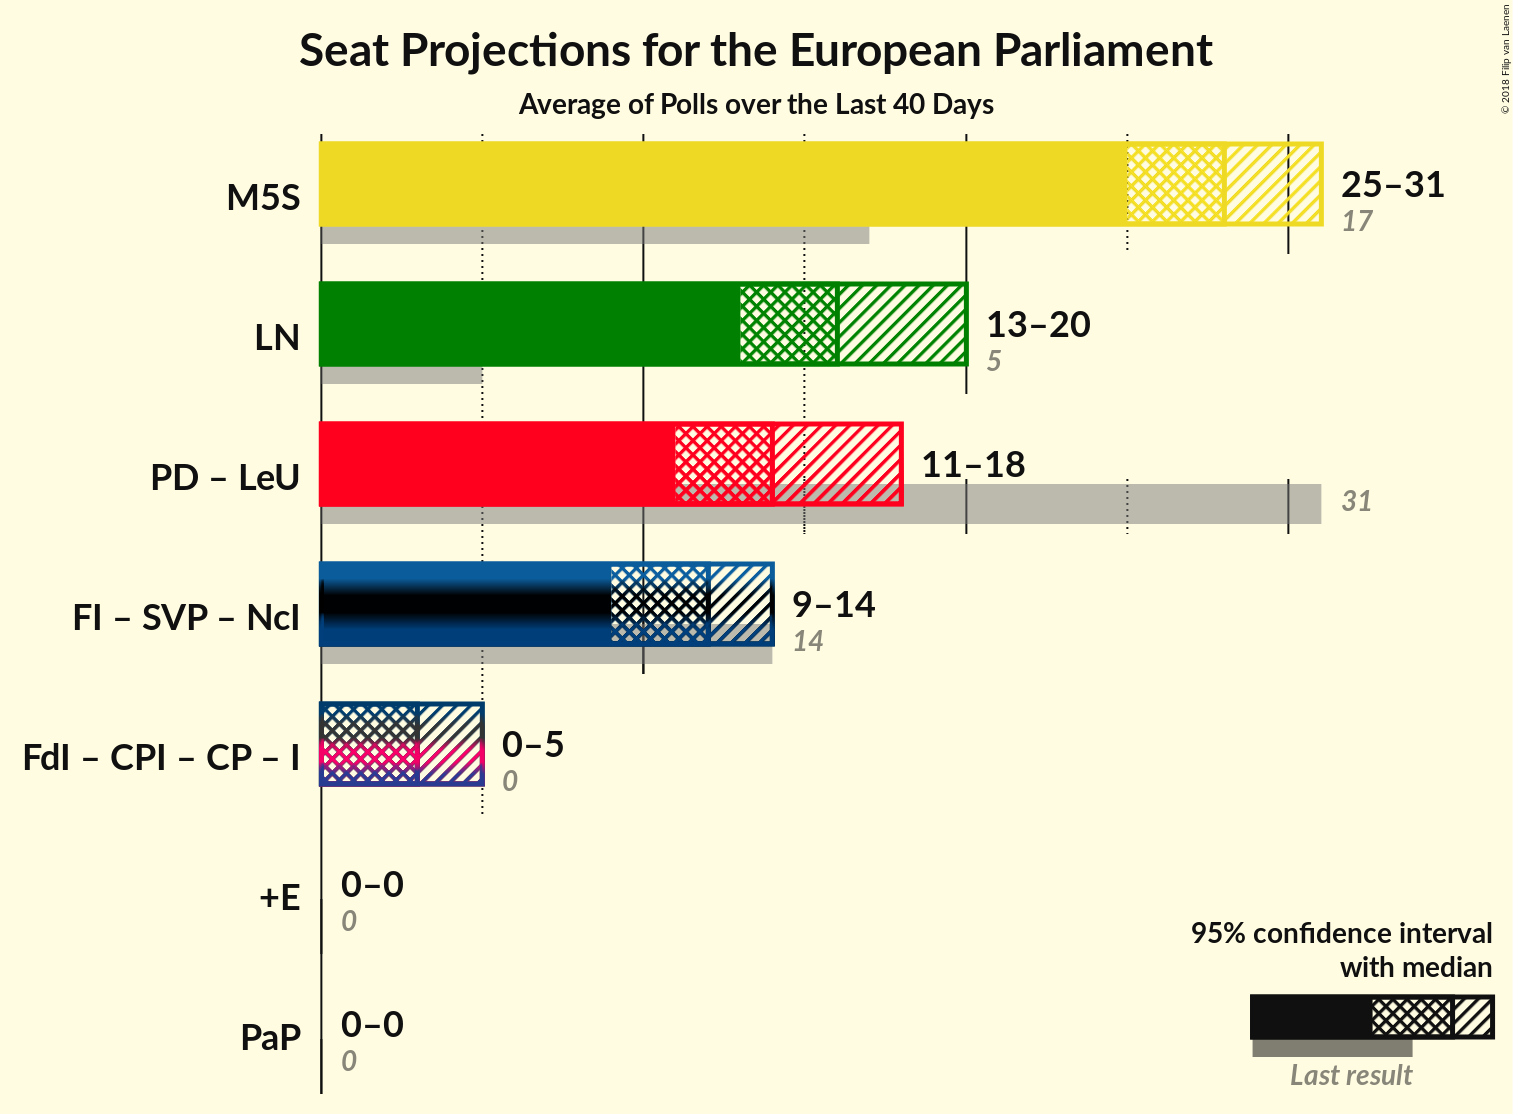 Seat Projections for the European Parliament
Average of Polls over the Last 40 Days
© 2018 Filip van Laenen
M5S
25–31
17
LN
13–20
5
PD – LeU
11–18
31
FI – SVP – NcI
9–14
14
FdI – CPI – CP – I
0–5
0
+E
0–0
0
PaP
0–0
0
95% confidence interval
with median
Last result